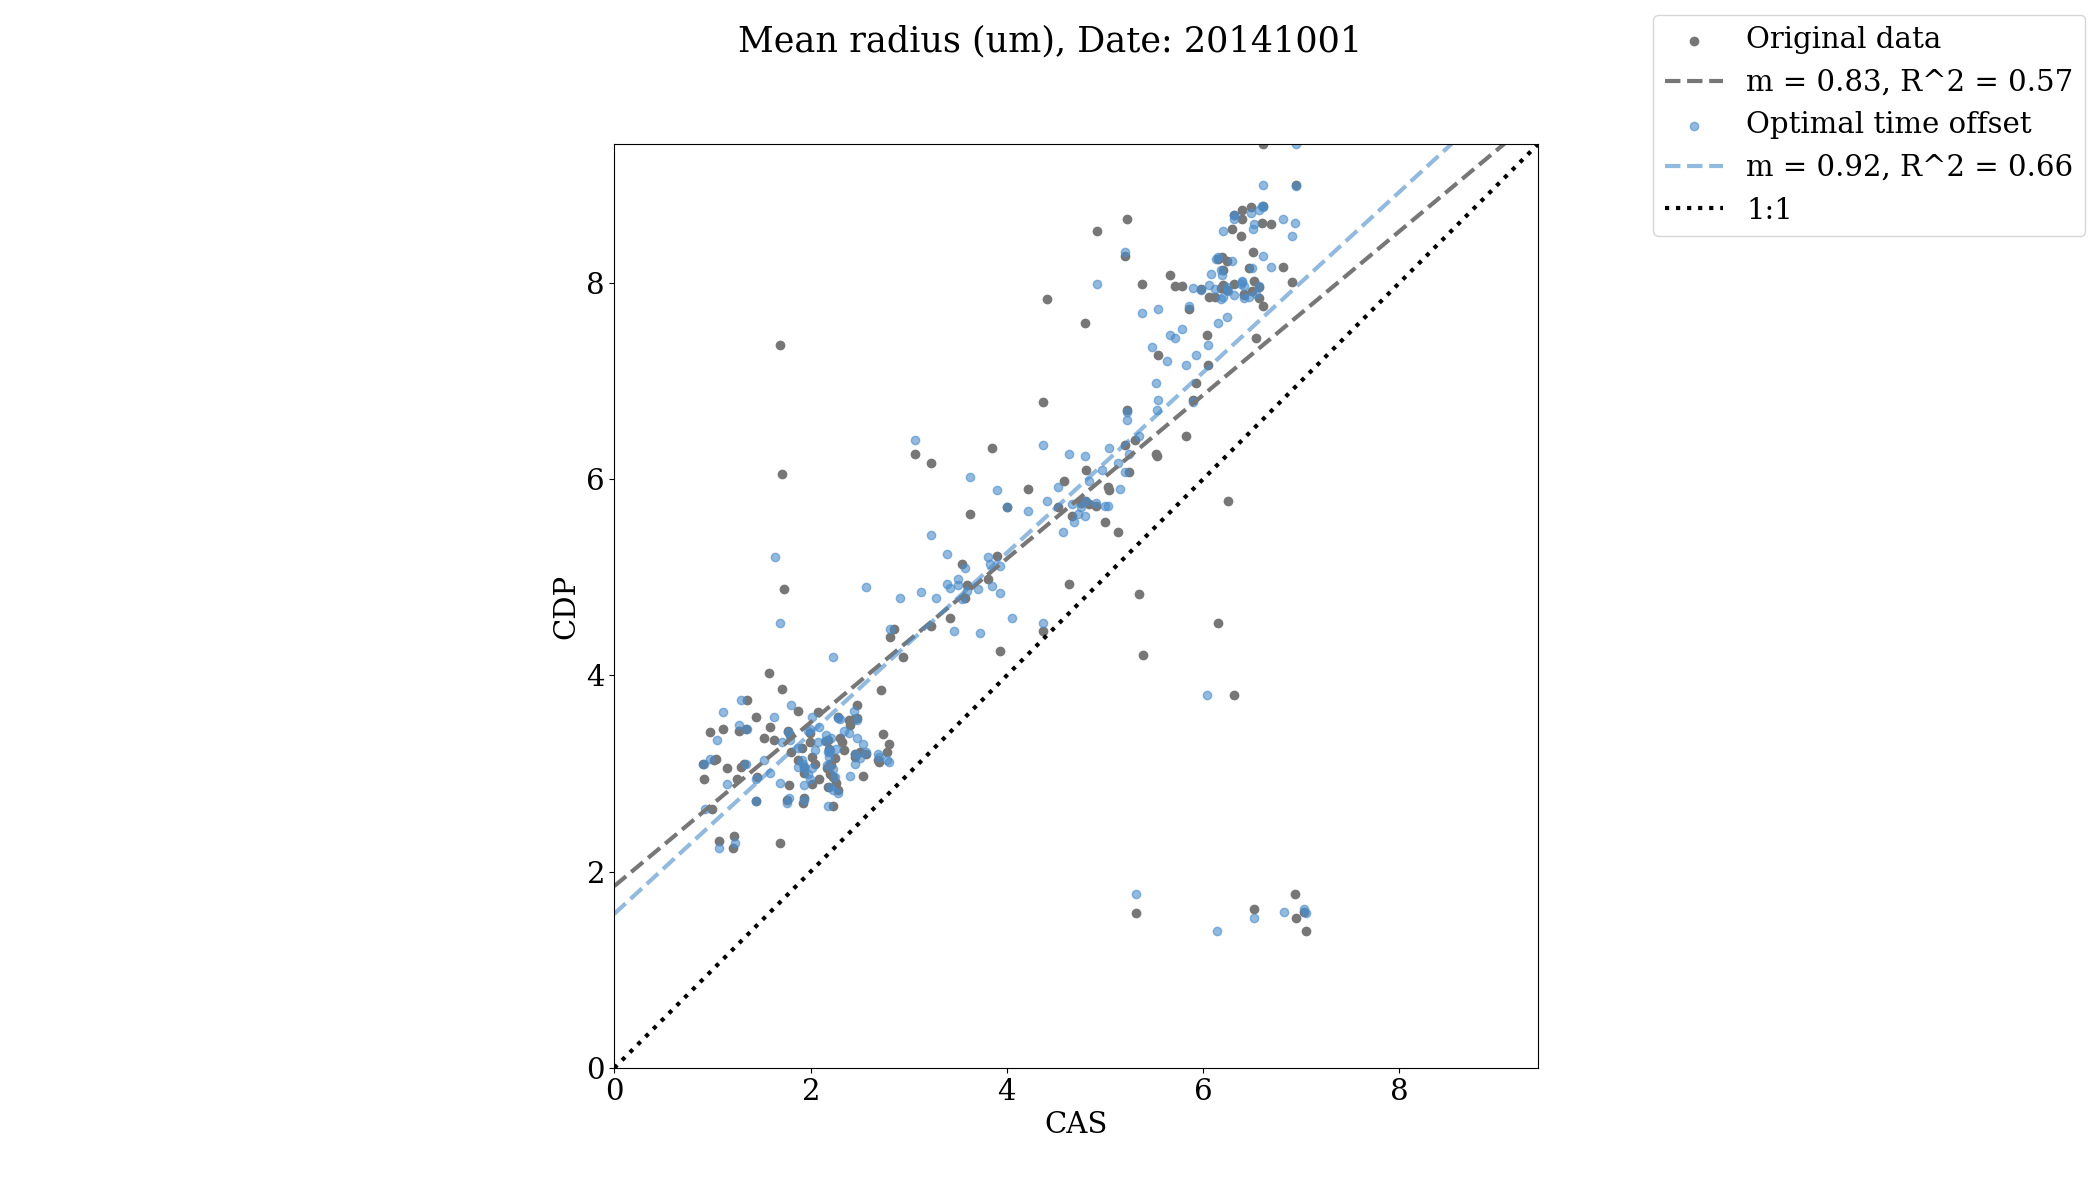 Mean radius (um), Date: 20141001
Original data
m = 0.83, R^2 = 0.57
Optimal time offset
m = 0.92, R^2 = 0.66
1:1
8
6
4
2
0
CDP
0 2 4 6 8
CAS